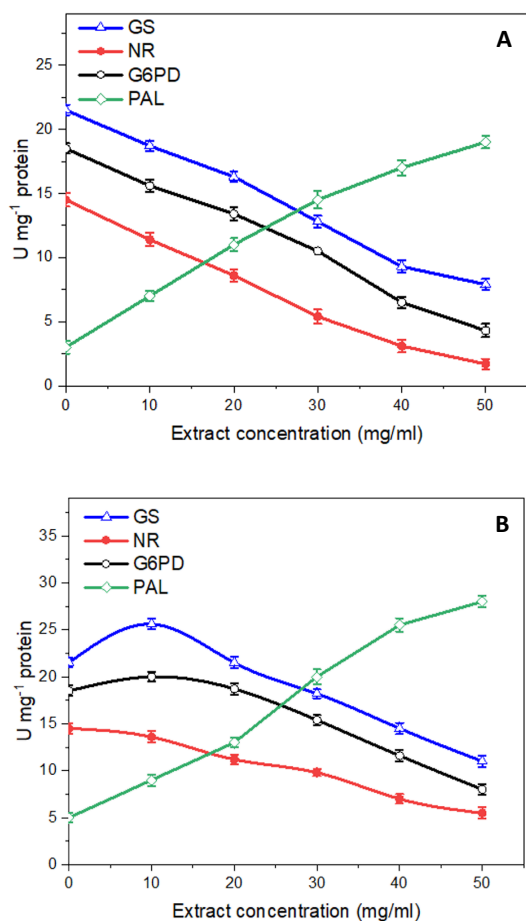 A
GS
NR
G6PD
PAL
25
20
15
10
5
0
U mg⁻¹ protein
0 10 20 30 40 50
Extract concentration (mg/ml)
B
GS
NR
G6PD
PAL
35
30
25
20
15
10
5
0
U mg⁻¹ protein
0 10 20 30 40 50
Extract concentration (mg/ml)